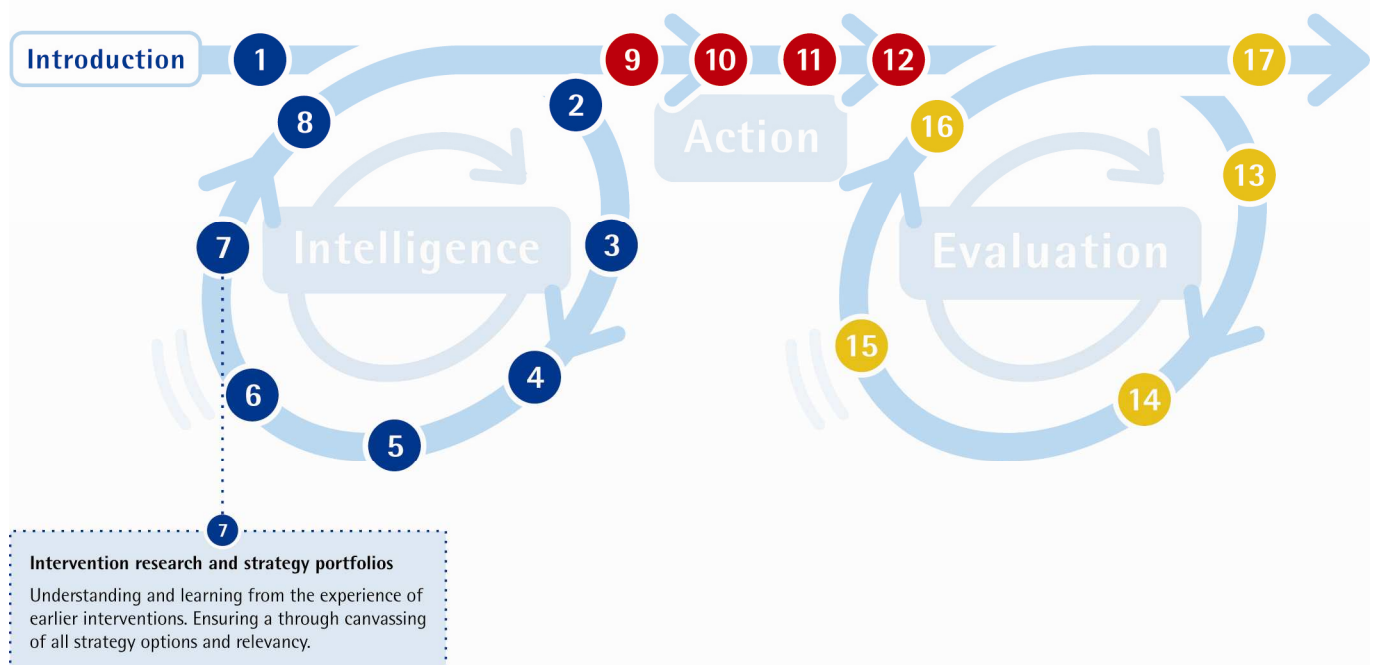 Introduction
1
9
10
11
12
17
2
8
16
Action
13
7
Intelligence
3
Evaluation
15
4
6
14
5
7
Intervention research and strategy portfolios
Understanding and learning from the experience of
earlier interventions. Ensuring a through canvassing
of all strategy options and relevancy.